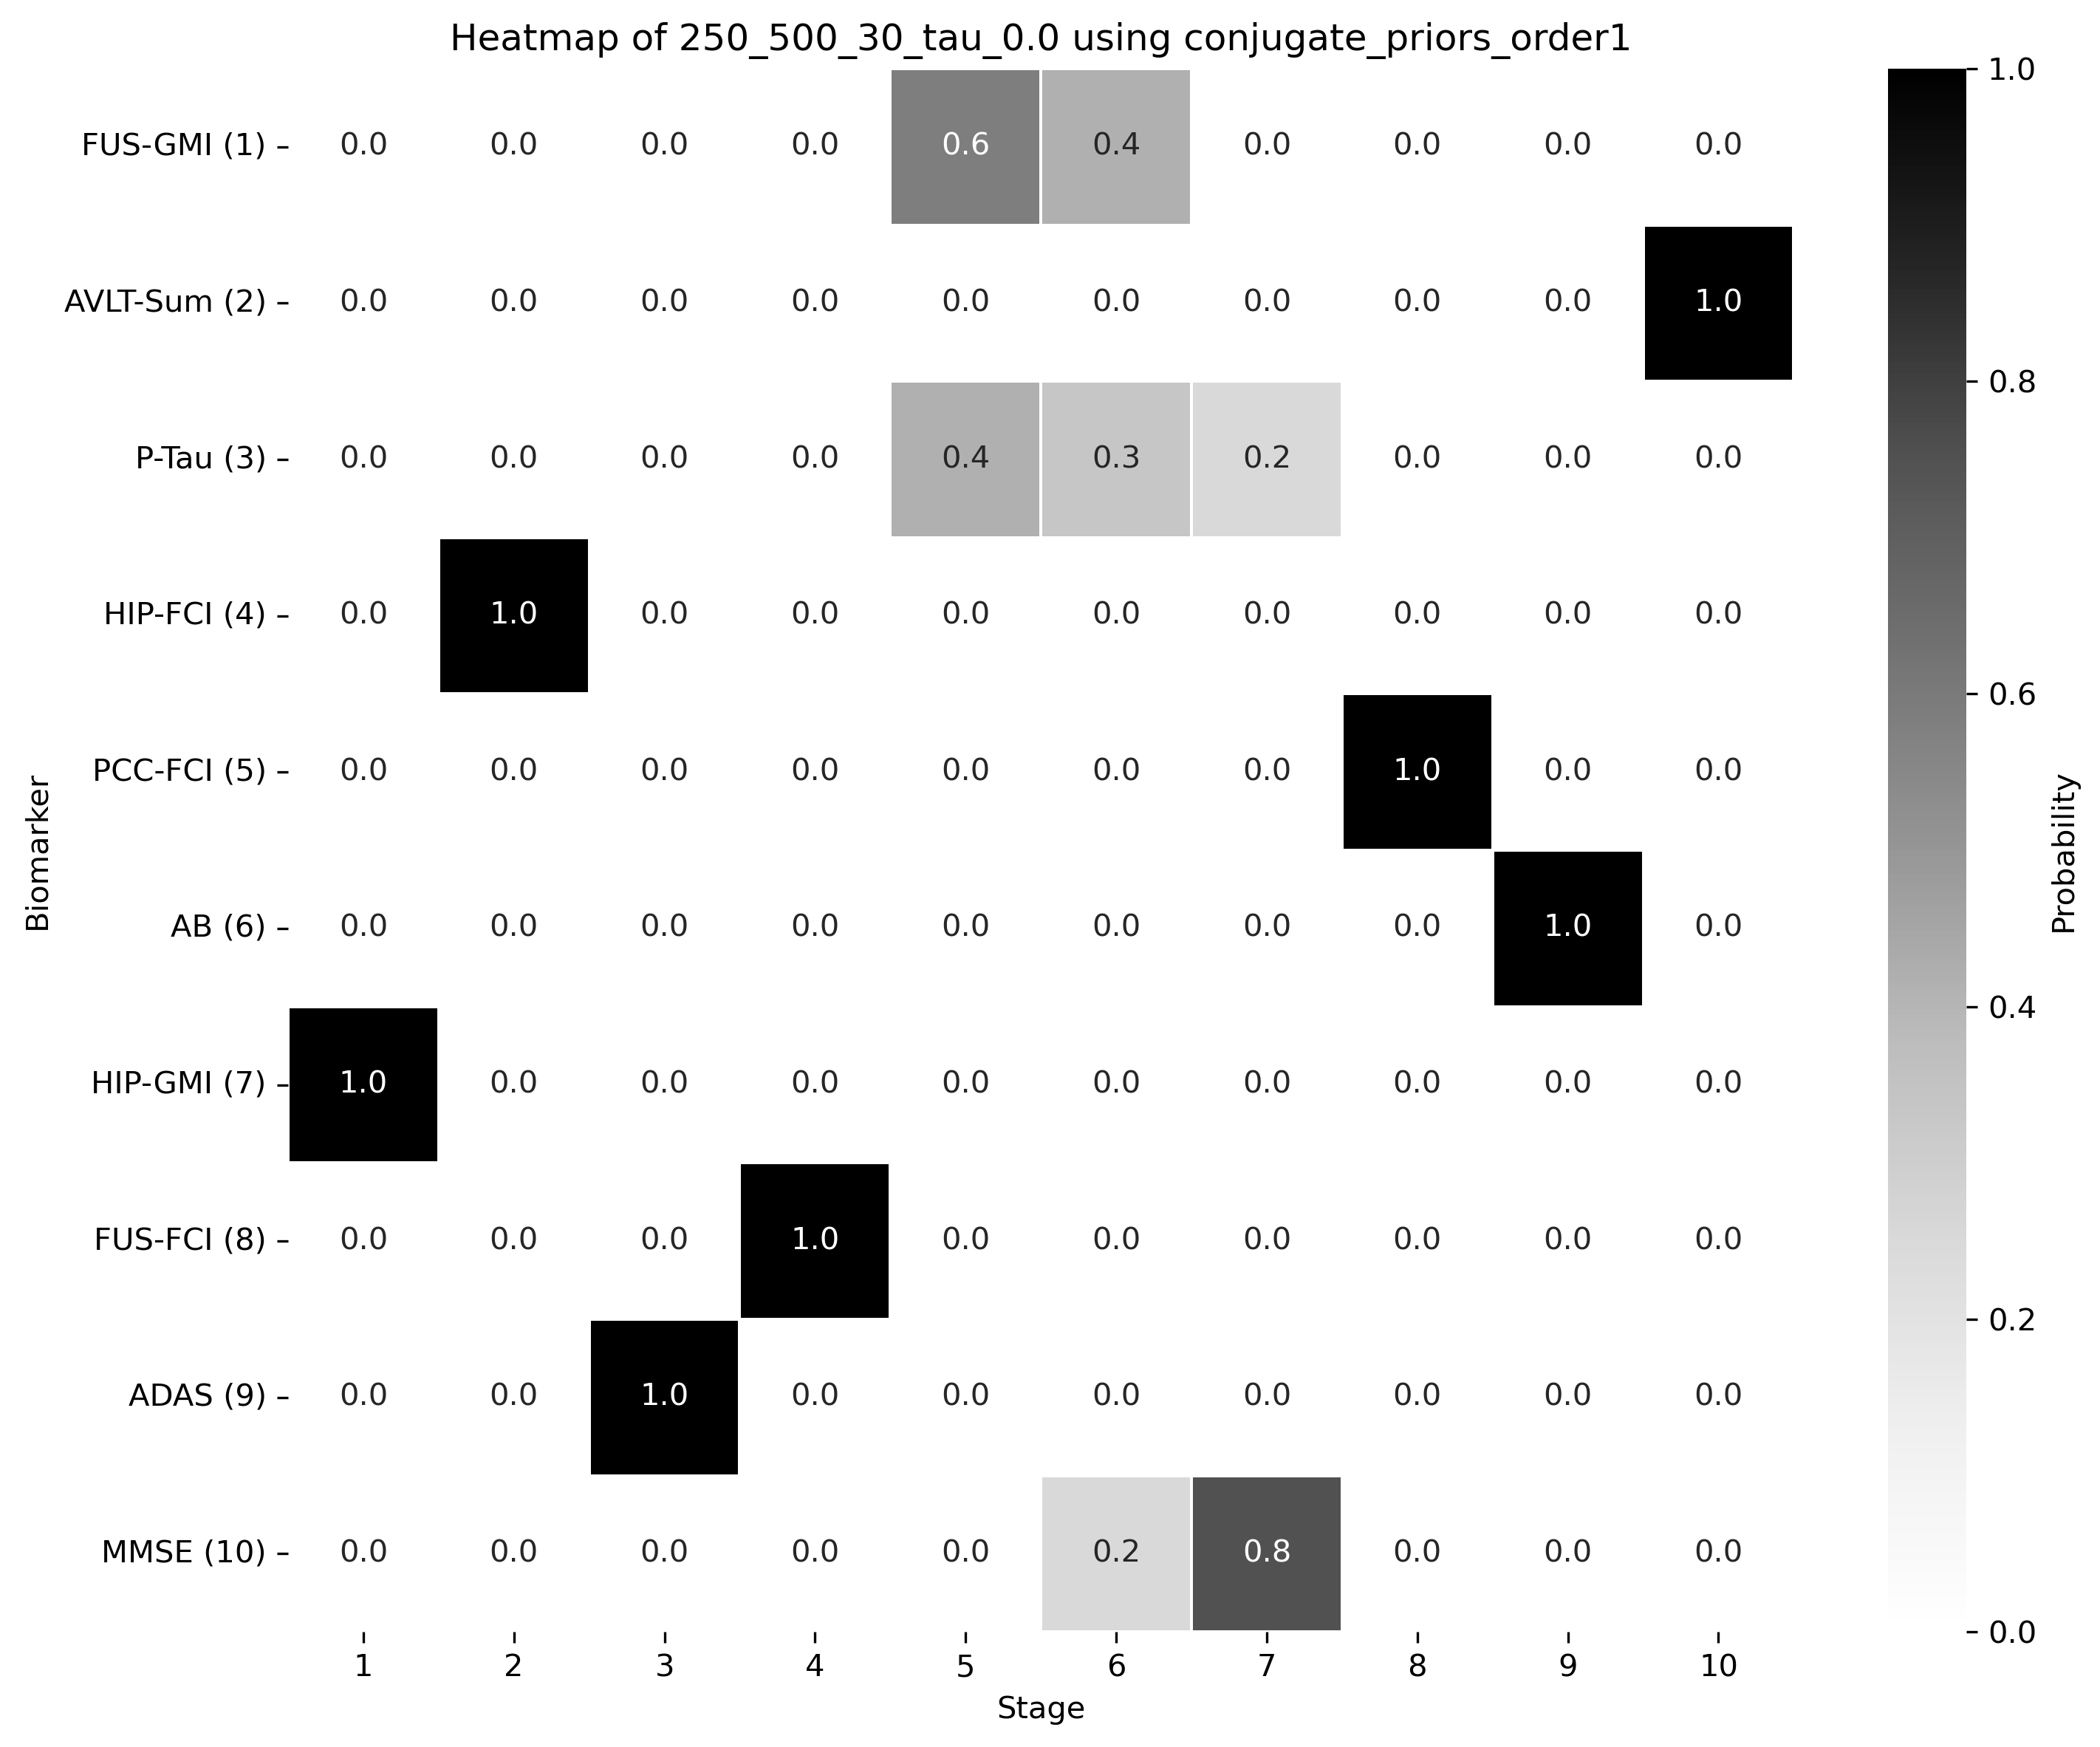 Heatmap of 250_500_30_tau_0.0 using conjugate_priors_order1
FUS-GMI (1) 0.0 0.0 0.0 0.0 0.6 0.4 0.0 0.0 0.0 0.0
AVLT-Sum (2) 0.0 0.0 0.0 0.0 0.0 0.0 0.0 0.0 0.0 1.0
P-Tau (3) 0.0 0.0 0.0 0.0 0.4 0.3 0.2 0.0 0.0 0.0
HIP-FCI (4) 0.0 1.0 0.0 0.0 0.0 0.0 0.0 0.0 0.0 0.0
PCC-FCI (5) 0.0 0.0 0.0 0.0 0.0 0.0 0.0 1.0 0.0 0.0
AB (6) 0.0 0.0 0.0 0.0 0.0 0.0 0.0 0.0 1.0 0.0
HIP-GMI (7) 1.0 0.0 0.0 0.0 0.0 0.0 0.0 0.0 0.0 0.0
FUS-FCI (8) 0.0 0.0 0.0 1.0 0.0 0.0 0.0 0.0 0.0 0.0
ADAS (9) 0.0 0.0 1.0 0.0 0.0 0.0 0.0 0.0 0.0 0.0
MMSE (10) 0.0 0.0 0.0 0.0 0.0 0.2 0.8 0.0 0.0 0.0
1 2 3 4 5 6 7 8 9 10
Stage
Biomarker
1.0
0.8
0.6
0.4
0.2
0.0
Probability